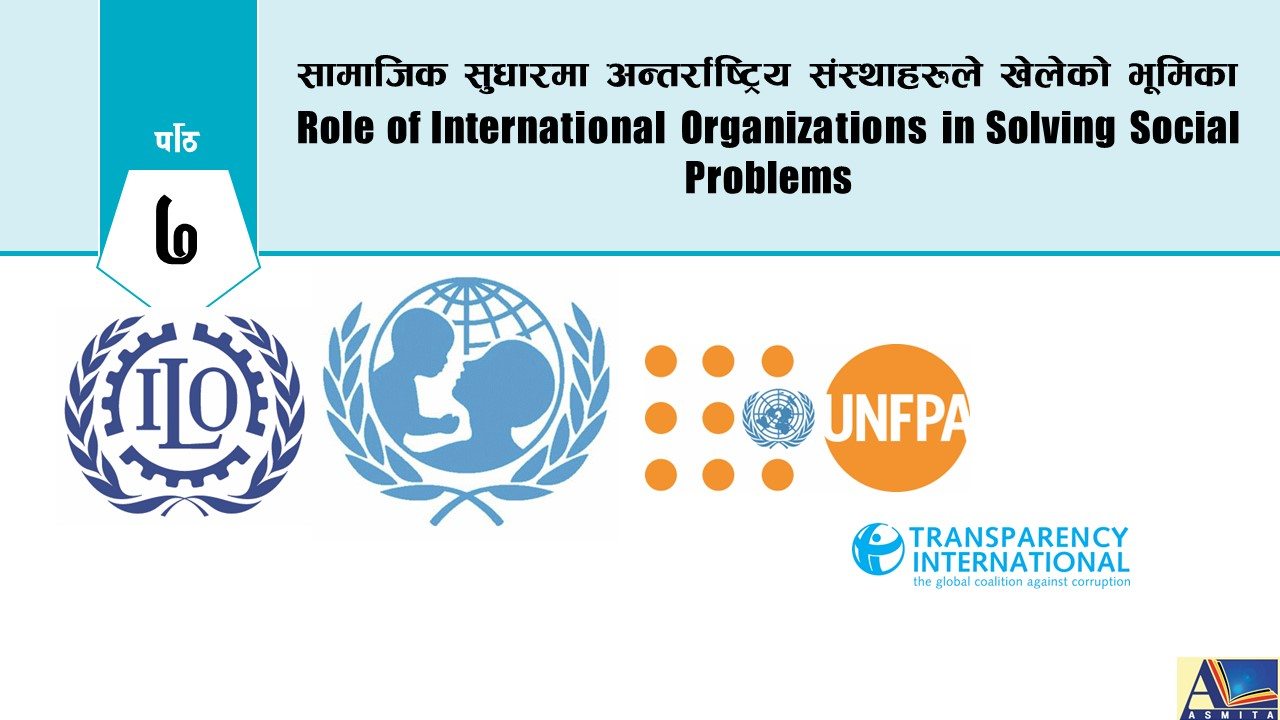 सामाजिक सुधारमा अन्तर्राष्ट्रिय संस्थाहरूले खेलेको भूमिका
Role of International Organizations in Solving Social
Problems
पाठ
७
ILO
UNFPA
TRANSPARENCY
INTERNATIONAL
the global coalition against corruption
ASMITA